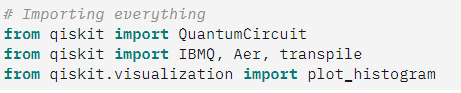 # Importing everything
from qiskit import QuantumCircuit
from qiskit import IBMQ, Aer, transpile
from qiskit.visualization import plot_histogram